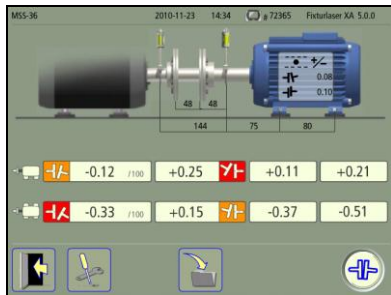 MSS-36 2010-11-23 14:34 # 72365 Fixturlaser XA 5.0.0
+/-
0.08
0.10
48 48
144 75 80
-0.12 /100 +0.25 +0.11 +0.21
-0.33 /100 +0.15 -0.37 -0.51